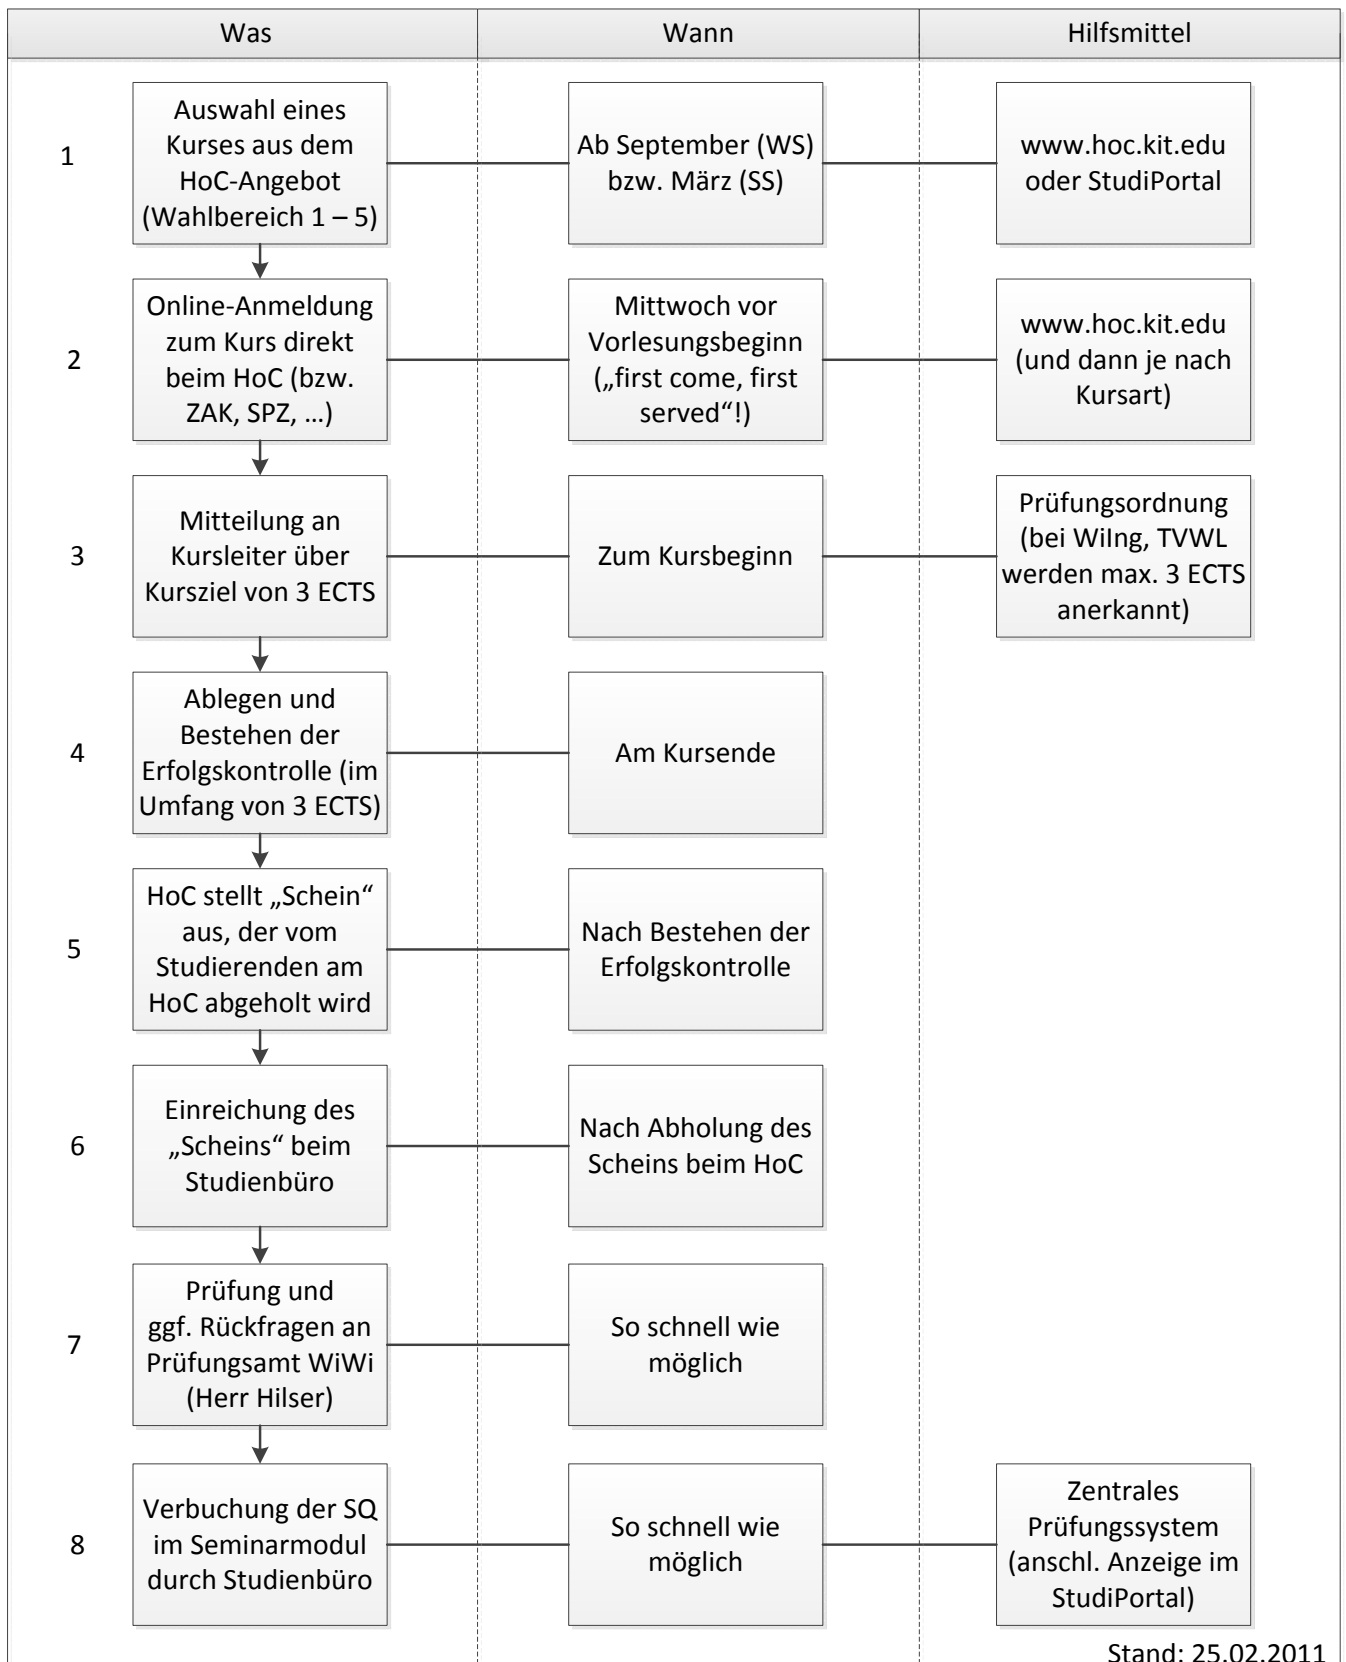 Was
Wann
Hilfsmittel
1
Auswahl eines
Kurses aus dem
HoC-Angebot
(Wahlbereich 1 – 5)
Ab September (WS)
bzw. März (SS)
www.hoc.kit.edu
oder StudiPortal
2
Online-Anmeldung
zum Kurs direkt
beim HoC (bzw.
ZAK, SPZ, …)
Mittwoch vor
Vorlesungsbeginn
(„first come, first
served“!)
www.hoc.kit.edu
(und dann je nach
Kursart)
3
Mitteilung an
Kursleiter über
Kursziel von 3 ECTS
Zum Kursbeginn
Prüfungsordnung
(bei WiIng, TVWL
werden max. 3 ECTS
anerkannt)
4
Ablegen und
Bestehen der
Erfolgskontrolle (im
Umfang von 3 ECTS)
Am Kursende
5
HoC stellt „Schein“
aus, der vom
Studierenden am
HoC abgeholt wird
Nach Bestehen der
Erfolgskontrolle
6
Einreichung des
„Scheins“ beim
Studienbüro
Nach Abholung des
Scheins beim HoC
7
Prüfung und
ggf. Rückfragen an
Prüfungsamt WiWi
(Herr Hilser)
So schnell wie
möglich
8
Verbuchung der SQ
im Seminarmodul
durch Studienbüro
So schnell wie
möglich
Zentrales
Prüfungssystem
(anschl. Anzeige im
StudiPortal)
Stand: 25.02.2011